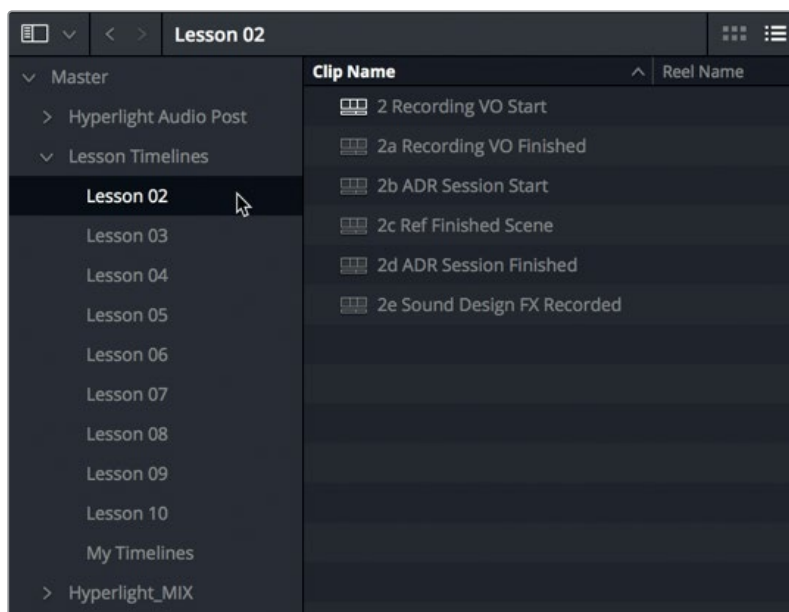 Lesson 02
Master
Hyperlight Audio Post
Lesson Timelines
Lesson 02
Lesson 03
Lesson 04
Lesson 05
Lesson 06
Lesson 07
Lesson 08
Lesson 09
Lesson 10
My Timelines
Hyperlight_MIX
Clip Name
Reel Name
2 Recording VO Start
2a Recording VO Finished
2b ADR Session Start
2c Ref Finished Scene
2d ADR Session Finished
2e Sound Design FX Recorded